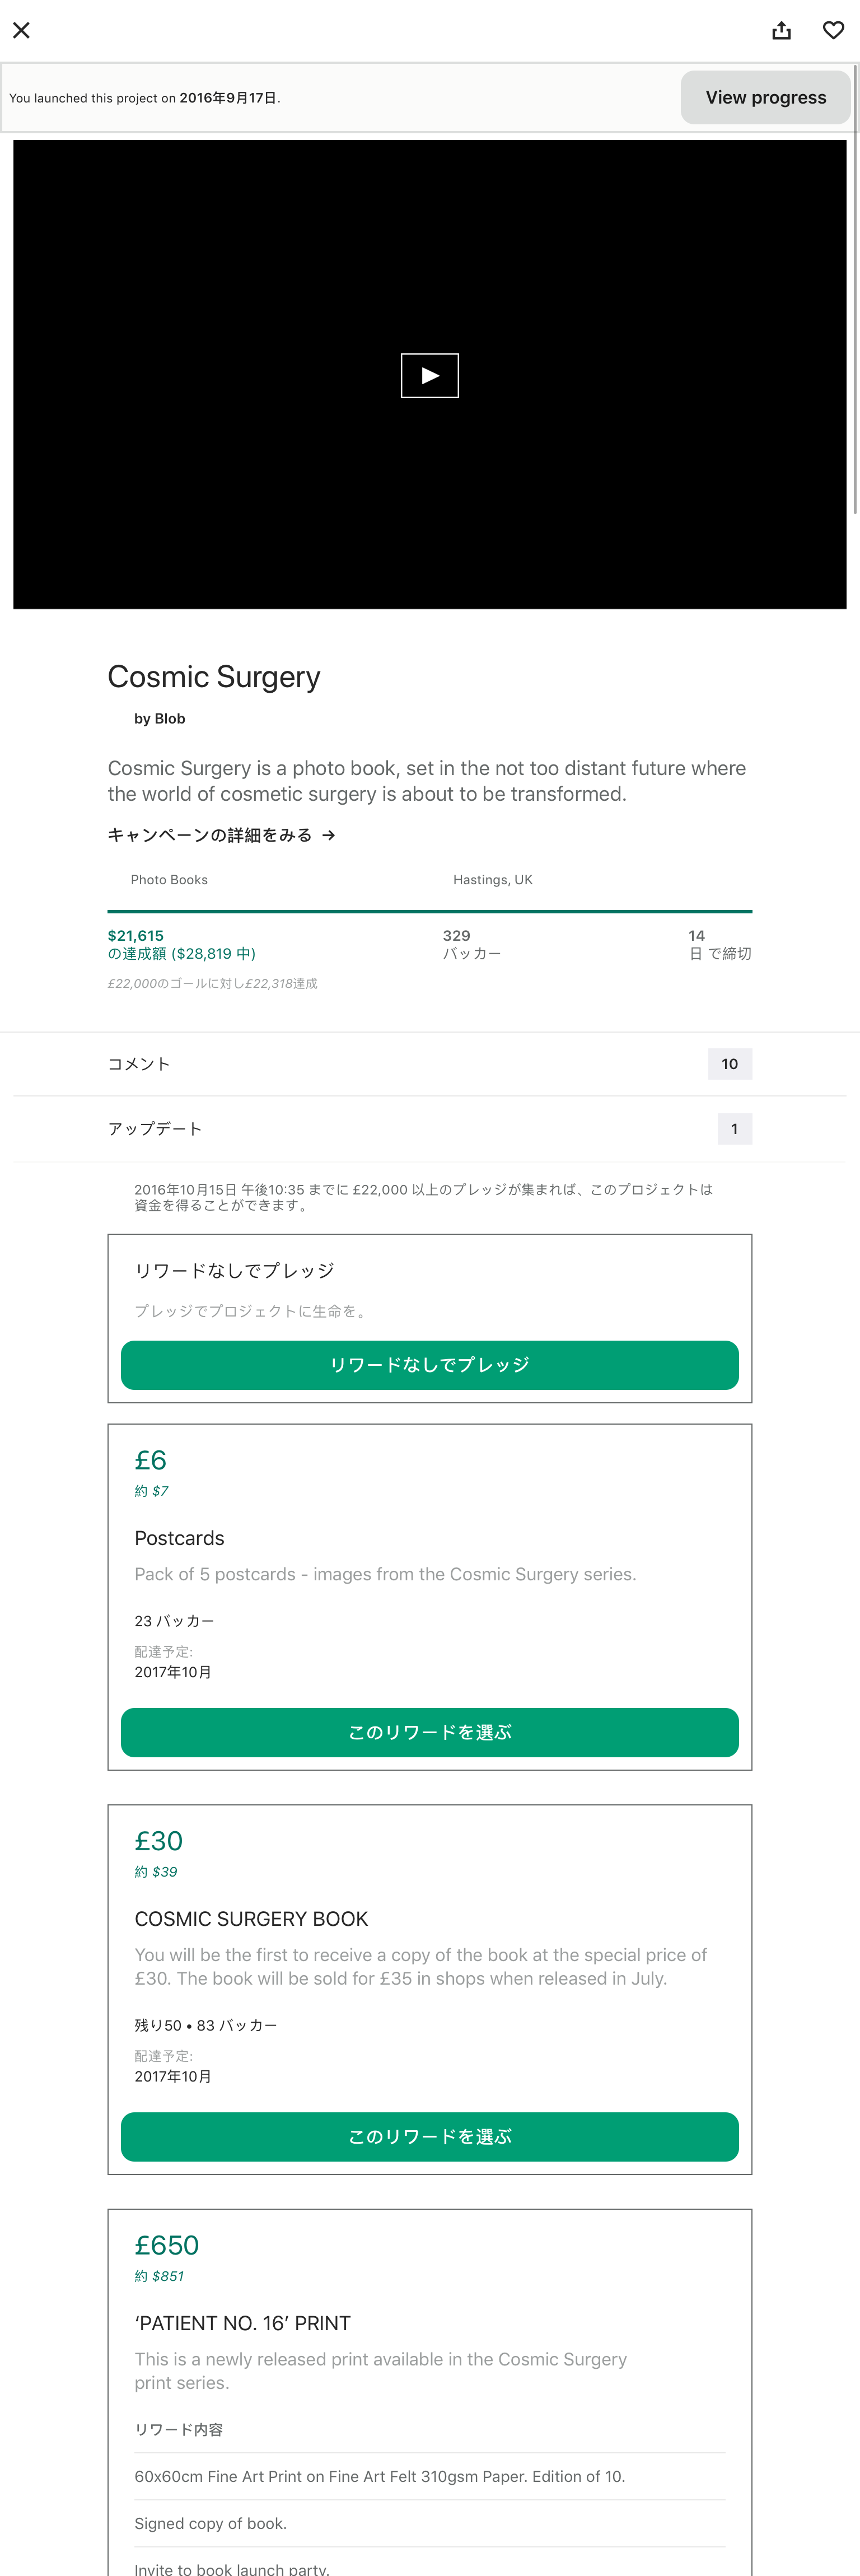 You launched this project on 2016年9月17日.
View progress
Cosmic Surgery
by Blob
Cosmic Surgery is a photo book, set in the not too distant future where
the world of cosmetic surgery is about to be transformed.
キャンペーンの詳細をみる →
Photo Books
Hastings, UK
$21,615
の達成額 ($28,819 中)
329
バッカー
14
日 で締切
£22,000のゴールに対し£22,318達成
コメント
10
アップデート
1
2016年10月15日 午後10:35 までに £22,000 以上のプレッジが集まれば、このプロジェクトは
資金を得ることができます。
リワードなしでプレッジ
プレッジでプロジェクトに生命を。
リワードなしでプレッジ
£6
約 $7
Postcards
Pack of 5 postcards - images from the Cosmic Surgery series.
23 バッカー
配達予定:
2017年10月
このリワードを選ぶ
£30
約 $39
COSMIC SURGERY BOOK
You will be the first to receive a copy of the book at the special price of
£30. The book will be sold for £35 in shops when released in July.
残り50 • 83 バッカー
配達予定:
2017年10月
このリワードを選ぶ
£650
約 $851
‘PATIENT NO. 16’ PRINT
This is a newly released print available in the Cosmic Surgery
print series.
リワード内容
60x60cm Fine Art Print on Fine Art Felt 310gsm Paper. Edition of 10.
Signed copy of book.
Invite to book launch party.